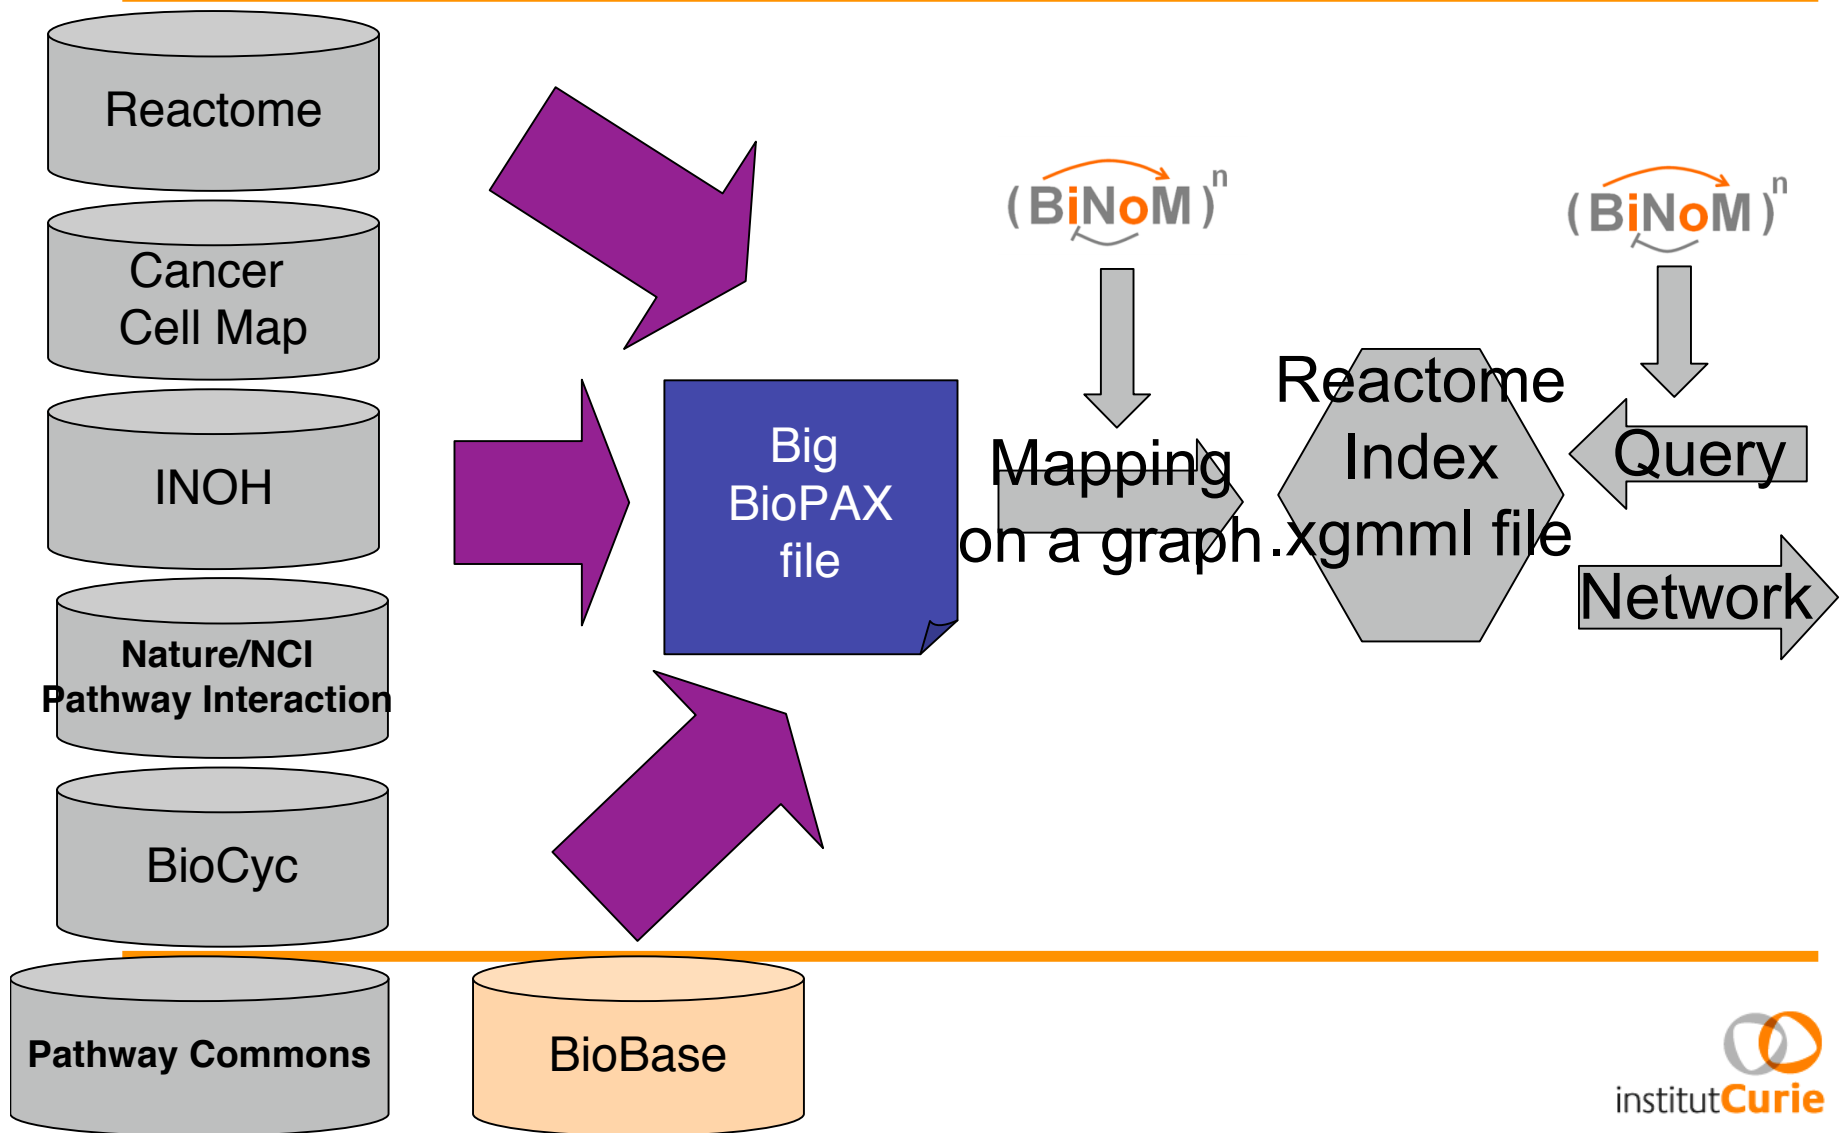 Reactome
Cancer
Cell Map
INOH
Nature/NCI
Pathway Interaction
BioCyc
Pathway Commons
BioBase
Big
BioPAX
file
(BiNoM)n
Mapping
on a graph
Reactome
Index
.xgmml file
(BiNoM)n
Query
Network
institutCurie